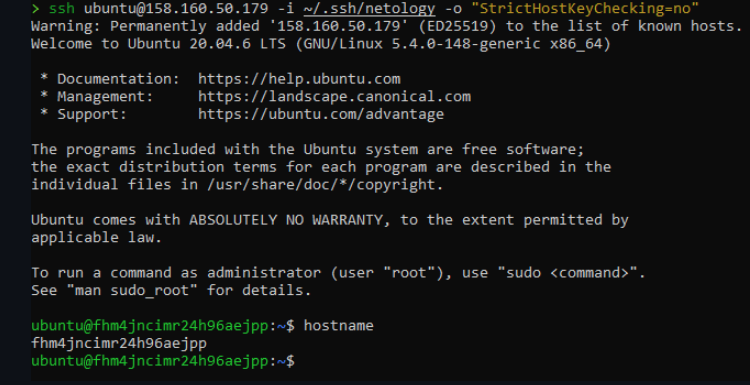 > ssh ubuntu@158.160.50.179 -i ~/.ssh/netology -o "StrictHostKeyChecking=no"
Warning: Permanently added '158.160.50.179' (ED25519) to the list of known hosts.
Welcome to Ubuntu 20.04.6 LTS (GNU/Linux 5.4.0-148-generic x86_64)

 * Documentation:  https://help.ubuntu.com
 * Management:     https://landscape.canonical.com
 * Support:        https://ubuntu.com/advantage

The programs included with the Ubuntu system are free software;
the exact distribution terms for each program are described in the
individual files in /usr/share/doc/*/copyright.

Ubuntu comes with ABSOLUTELY NO WARRANTY, to the extent permitted by
applicable law.

To run a command as administrator (user "root"), use "sudo <command>".
See "man sudo_root" for details.

ubuntu@fhm4jncimr24h96aejpp:~$ hostname
fhm4jncimr24h96aejpp
ubuntu@fhm4jncimr24h96aejpp:~$